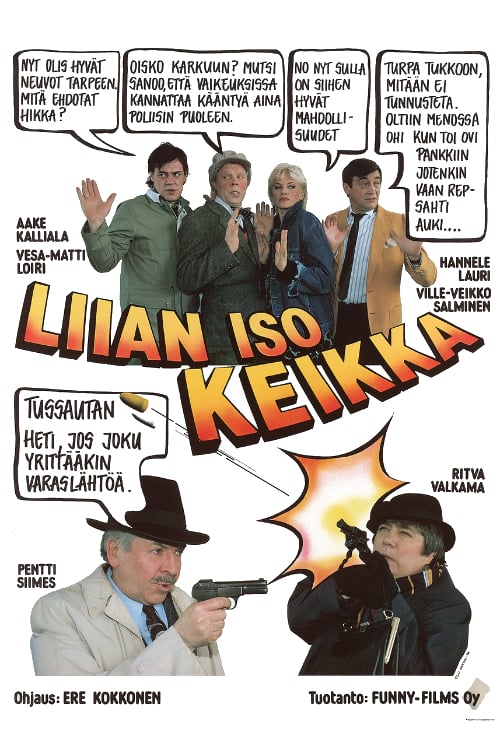 NYT OLIS HYVÄT
NEUVOT TARPEEN.
MITÄ EHDOTAT
HIKKA?
OISKO KARKUUN? MUTSI
SANOO, ETTÄ VAIKEUKSISSA
KANNATTAA KÄÄNTYÄ AINA
POLIISIN PUOLEEN.
NO NYT SULLA
ON SIIHEN
HYVÄT
MAHDOLLI-
SUUDET
TURPA TUKKOON,
MITÄÄN EI
TUNNUSTETA.
OLTIIN MENOSSA
OHI KUN TOI OVI
PANKKIIN
JOTENKIN
VAAN REP-
SAHTI
AUKI....
AAKE
KALLIALA
VESA-MATTI
LOIRI
HANNELE
LAURI
VILLE-VEIKKO
SALMINEN
LIIAN ISO
KEIKKA
TUSSAUTAN
HETI, JOS JOKU
YRITTÄÄKIN
VARASLÄHTÖÄ.
RITVA
VALKAMA
PENTTI
SIIMES
Ohjaus: ERE KOKKONEN
Tuotanto: FUNNY-FILMS Oy